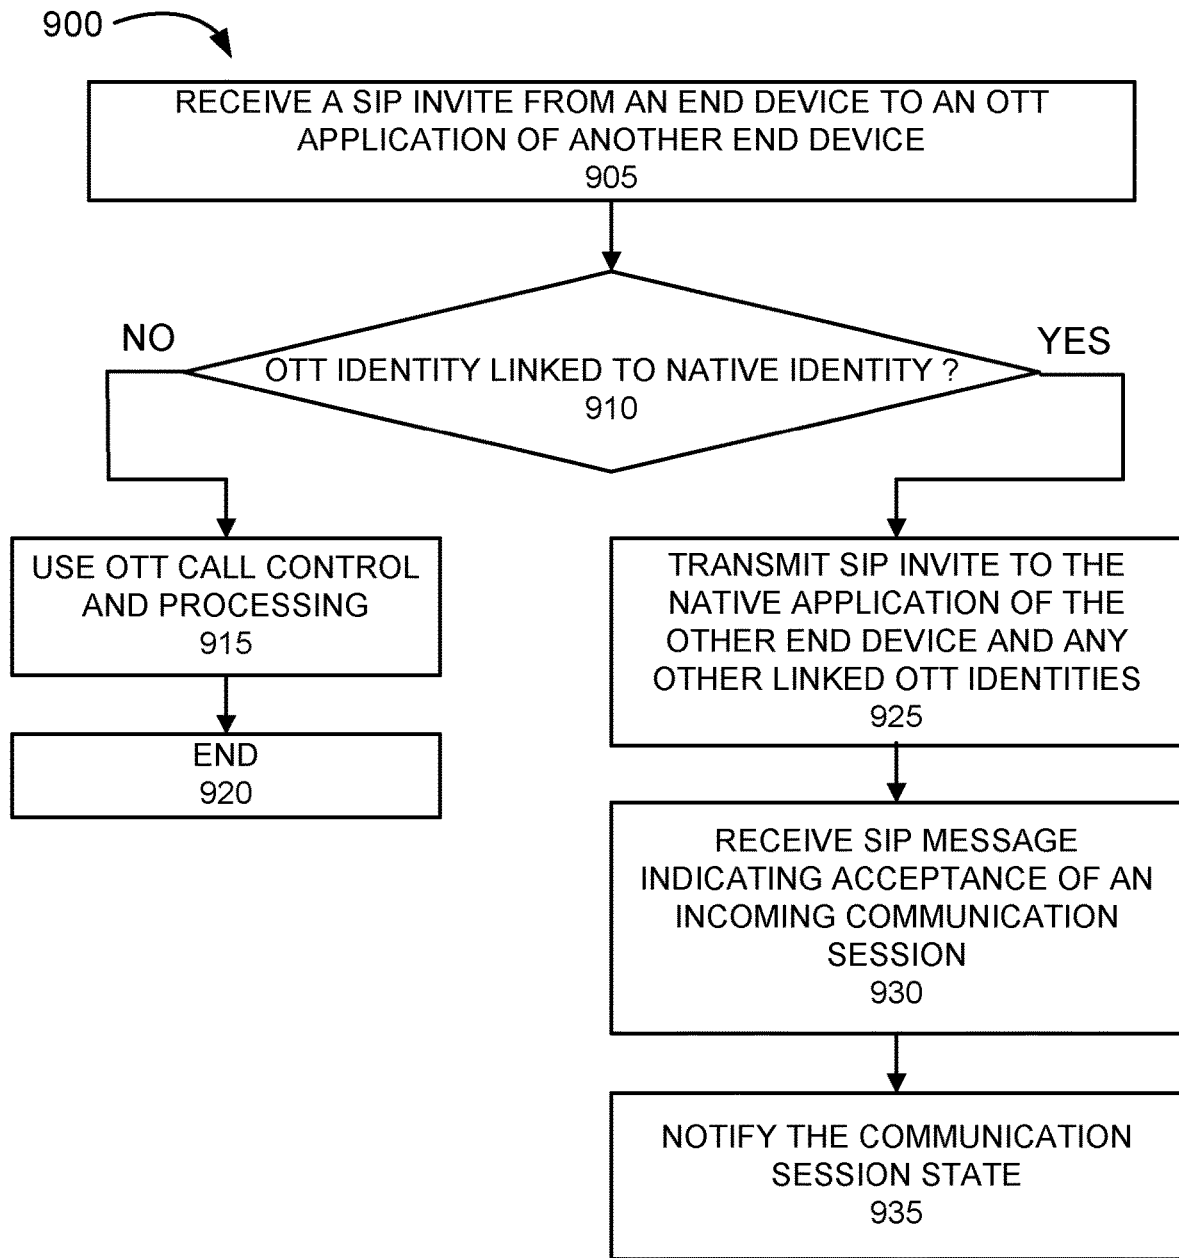 900
RECEIVE A SIP INVITE FROM AN END DEVICE TO AN OTT
APPLICATION OF ANOTHER END DEVICE
905
NO
YES
OTT IDENTITY LINKED TO NATIVE IDENTITY ?
910
USE OTT CALL CONTROL
AND PROCESSING
915
END
920
TRANSMIT SIP INVITE TO THE
NATIVE APPLICATION OF THE
OTHER END DEVICE AND ANY
OTHER LINKED OTT IDENTITIES
925
RECEIVE SIP MESSAGE
INDICATING ACCEPTANCE OF AN
INCOMING COMMUNICATION
SESSION
930
NOTIFY THE COMMUNICATION
SESSION STATE
935